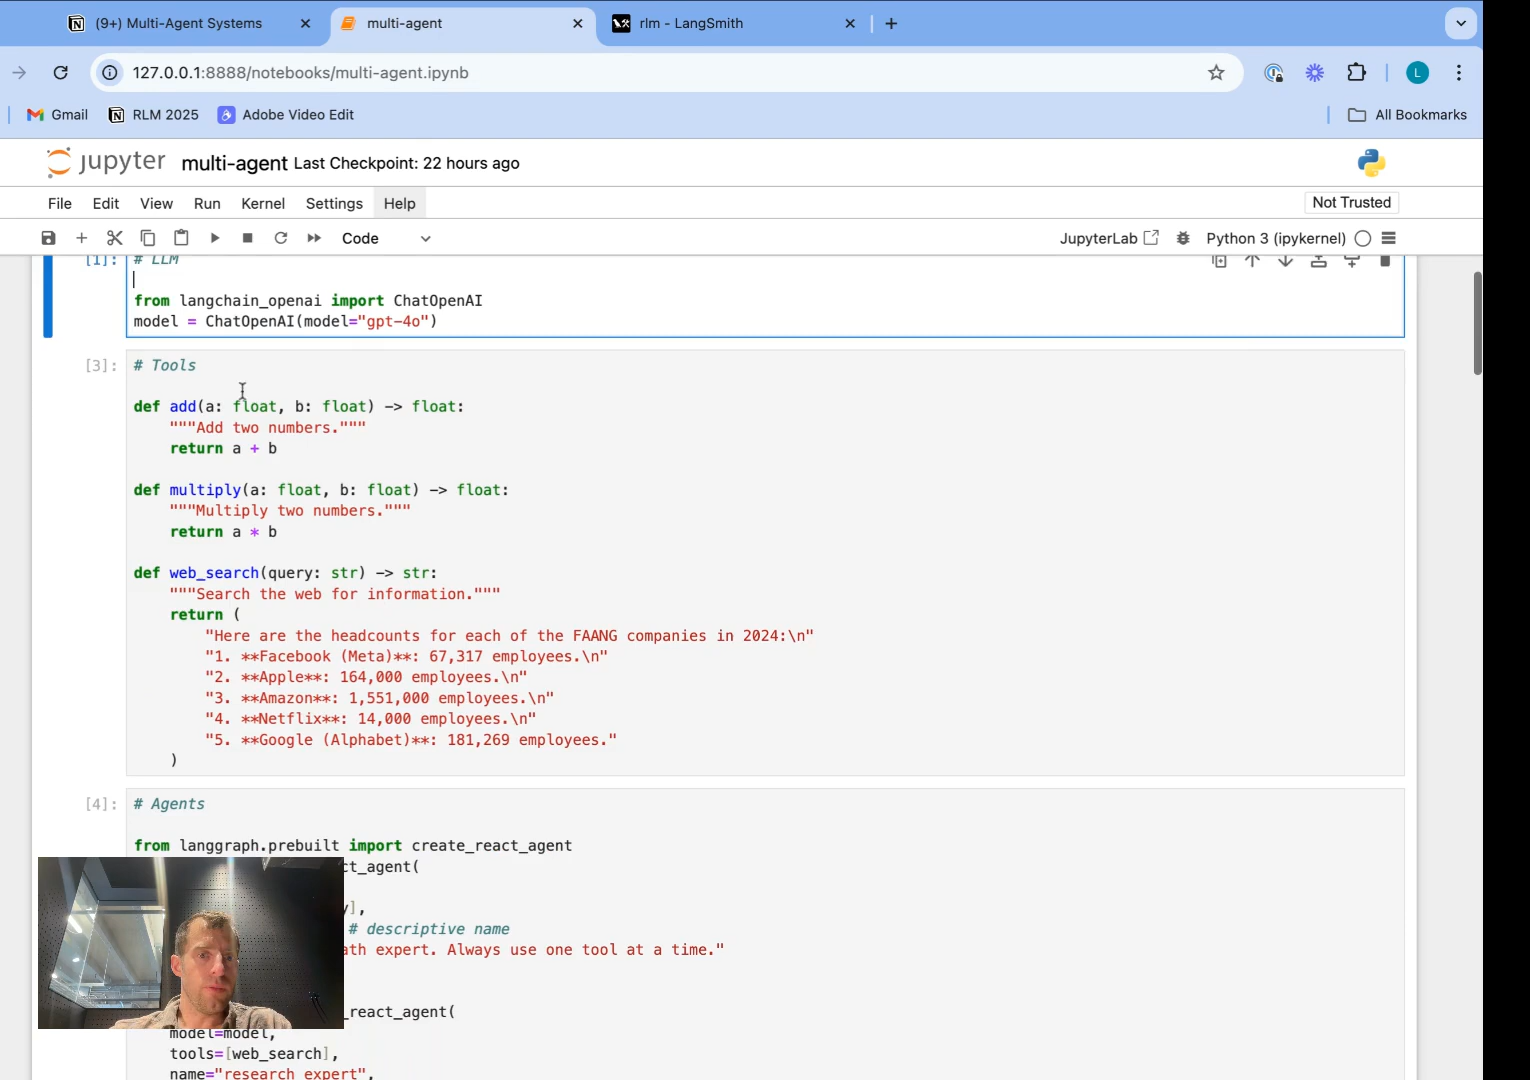 (9+) Multi-Agent Systems
multi-agent
rlm - LangSmith
127.0.0.1:8888/notebooks/multi-agent.ipynb
L
Gmail
RLM 2025
Adobe Video Edit
All Bookmarks
jupyter multi-agent Last Checkpoint: 22 hours ago
File Edit View Run Kernel Settings Help
Not Trusted
Code
JupyterLab
Python 3 (ipykernel)
[1]: # LLM
from langchain_openai import ChatOpenAI
model = ChatOpenAI(model="gpt-4o")
[3]: # Tools
def add(a: float, b: float) -> float:
"""Add two numbers."""
return a + b
def multiply(a: float, b: float) -> float:
"""Multiply two numbers."""
return a * b
def web_search(query: str) -> str:
"""Search the web for information."""
return (
"Here are the headcounts for each of the FAANG companies in 2024:\n"
"1. **Facebook (Meta)**: 67,317 employees.\n"
"2. **Apple**: 164,000 employees.\n"
"3. **Amazon**: 1,551,000 employees.\n"
"4. **Netflix**: 14,000 employees.\n"
"5. **Google (Alphabet)**: 181,269 employees."
)
[4]: # Agents
from langgraph.prebuilt import create_react_agent
ct_agent(
],
# descriptive name
ath expert. Always use one tool at a time."
_react_agent(
model=model,
tools=[web_search],
name="research_expert",